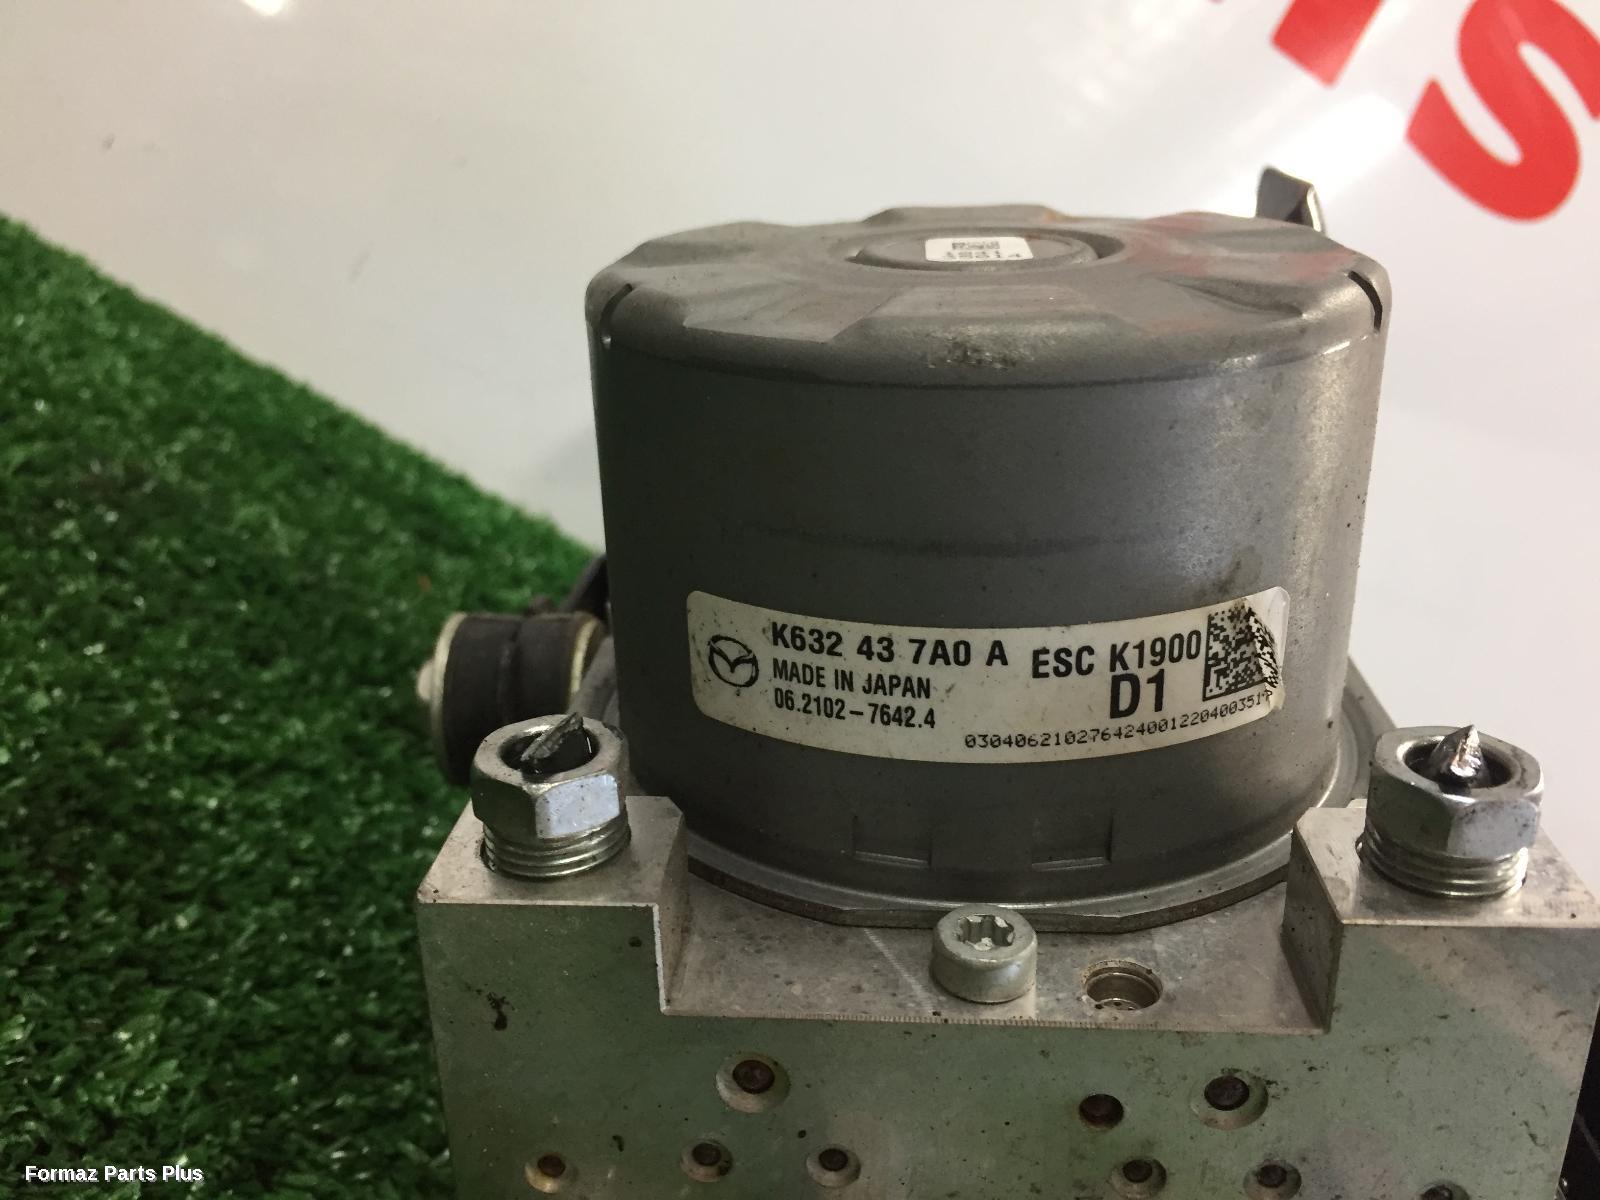 K632 43 7A0 A ESC K1900
MADE IN JAPAN D1
06.2102-7642.4
Formaz Parts Plus